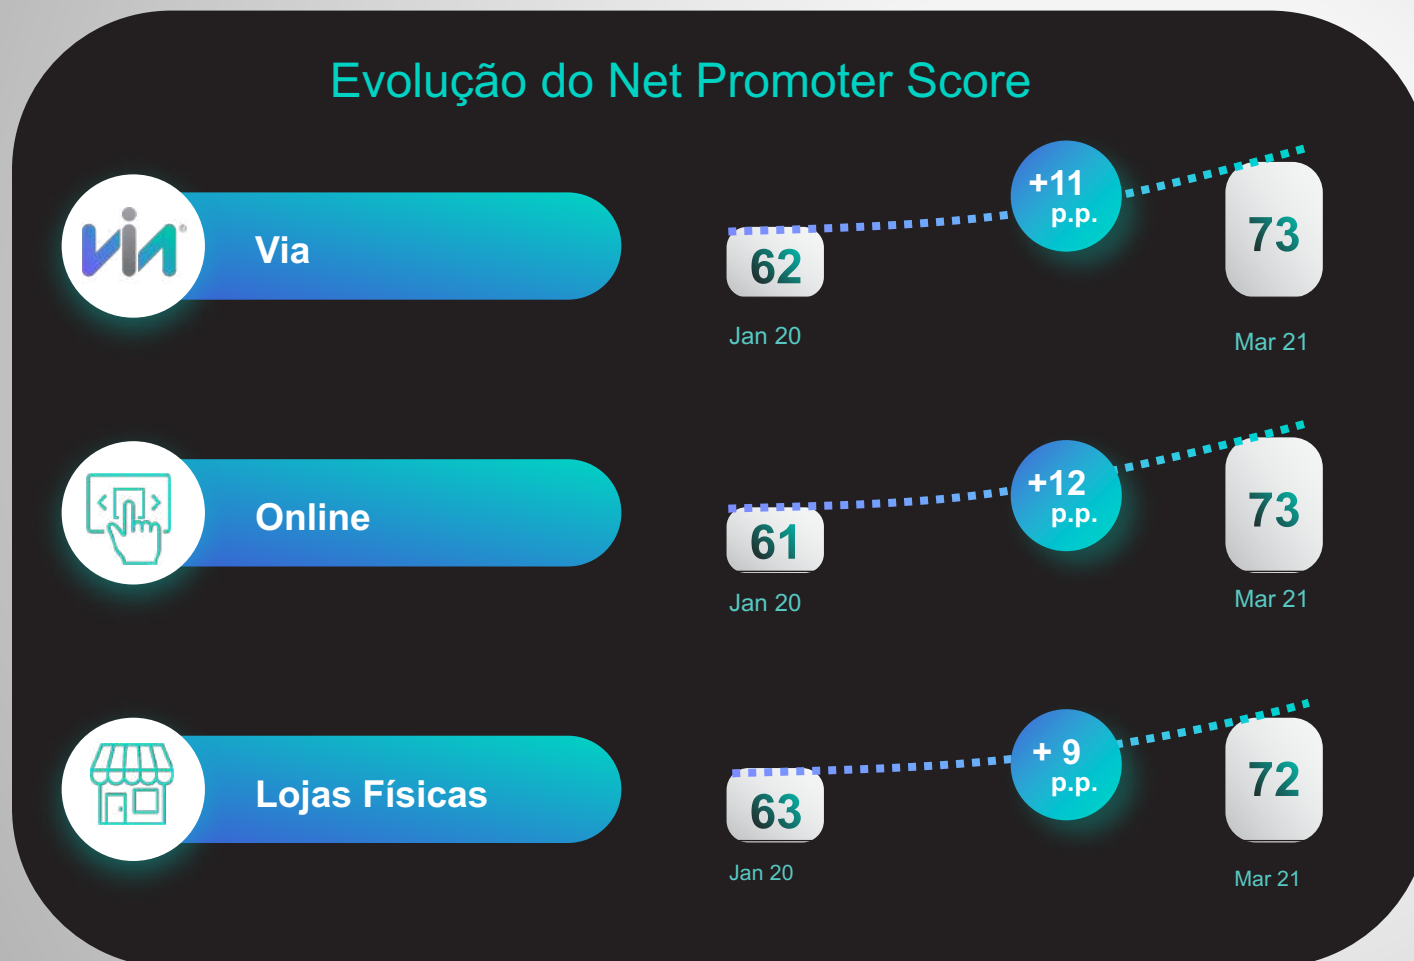 Evolução do Net Promoter Score
VIA®
Via
62
+11
p.p.
73
Jan 20
Mar 21
Online
61
+12
p.p.
73
Jan 20
Mar 21
Lojas Físicas
63
+ 9
p.p.
72
Jan 20
Mar 21